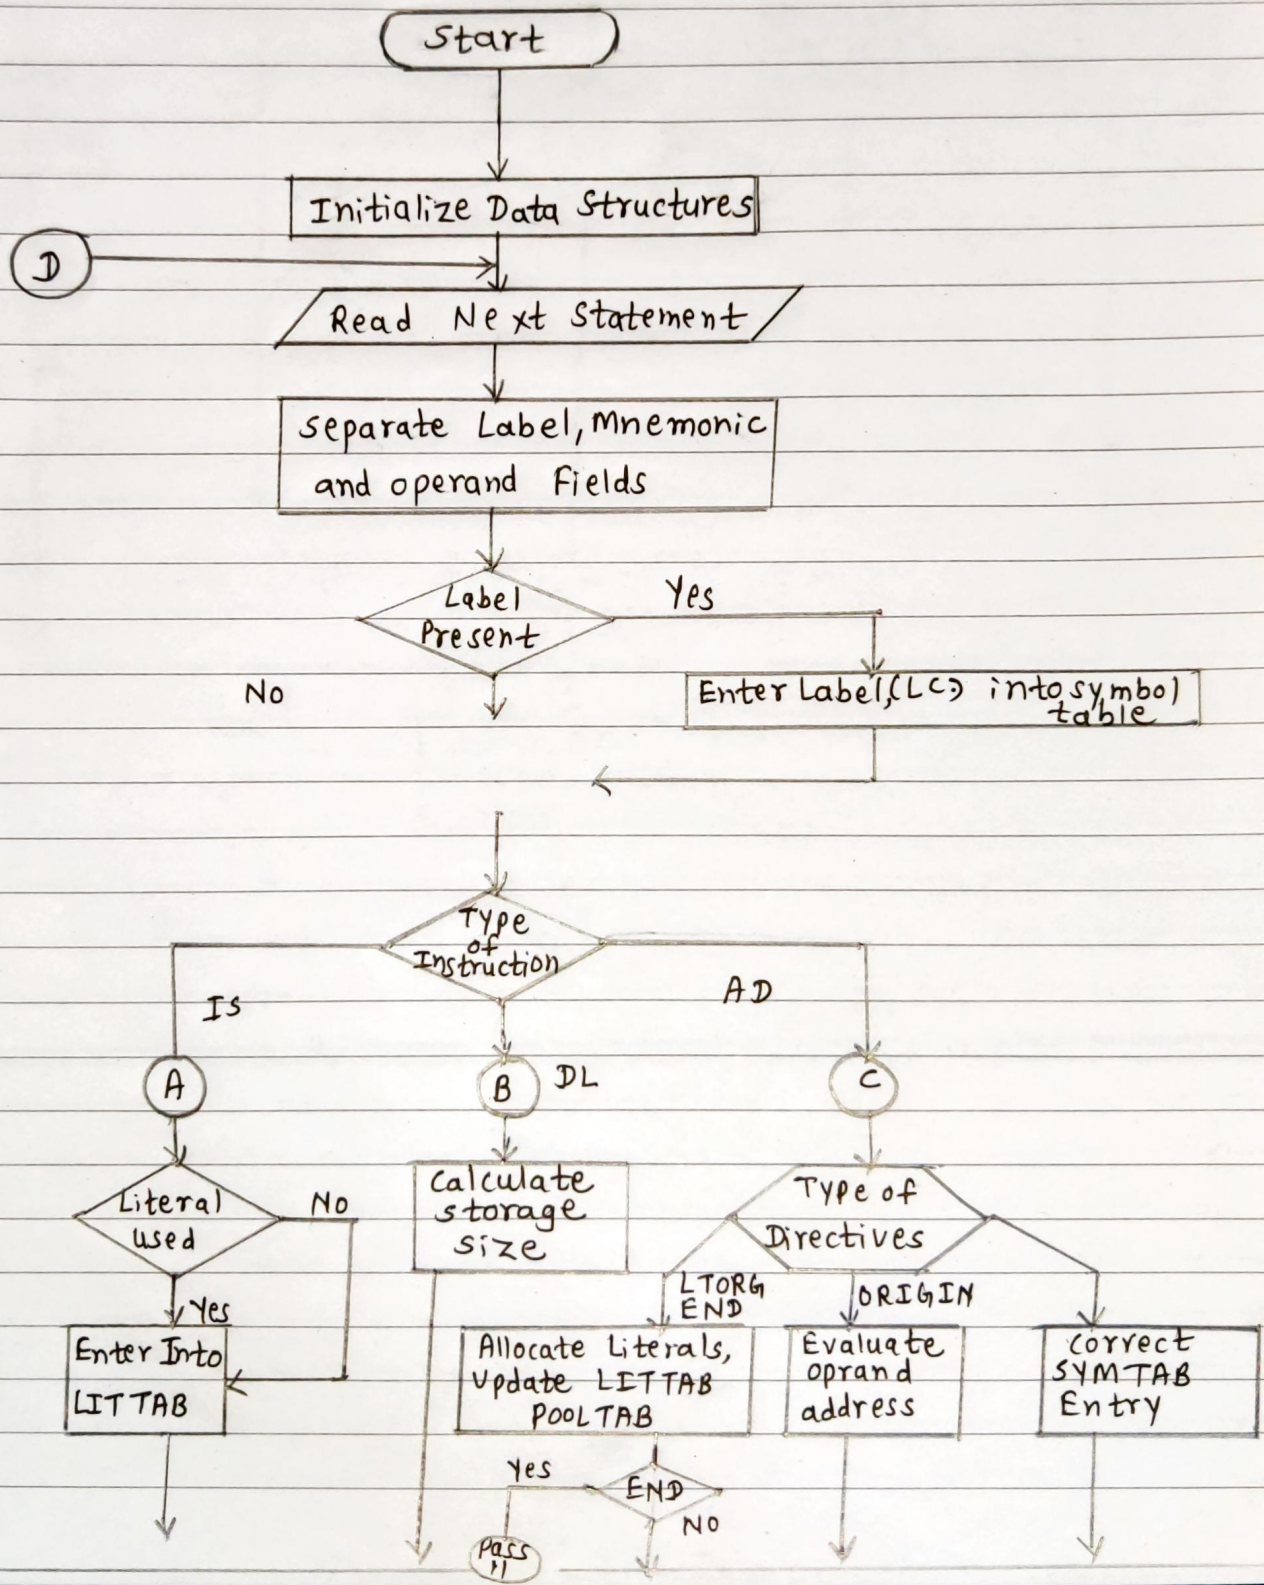 Start
Initialize Data Structures
D
Read Next Statement
Separate Label, Mnemonic
and operand Fields
Label
Present
Yes
No
Enter Label,(LC) into symbol
table
Type
of
Instruction
IS
AD
A
B
DL
C
Literal
used
No
Yes
Enter Into
LITTAB
Calculate
storage
size
Type of
Directives
LTORG
END
ORIGIN
Allocate Literals,
Update LITTAB
POOLTAB
Evaluate
oprand
address
Correct
SYMTAB
Entry
Yes
END
NO
Pass
II